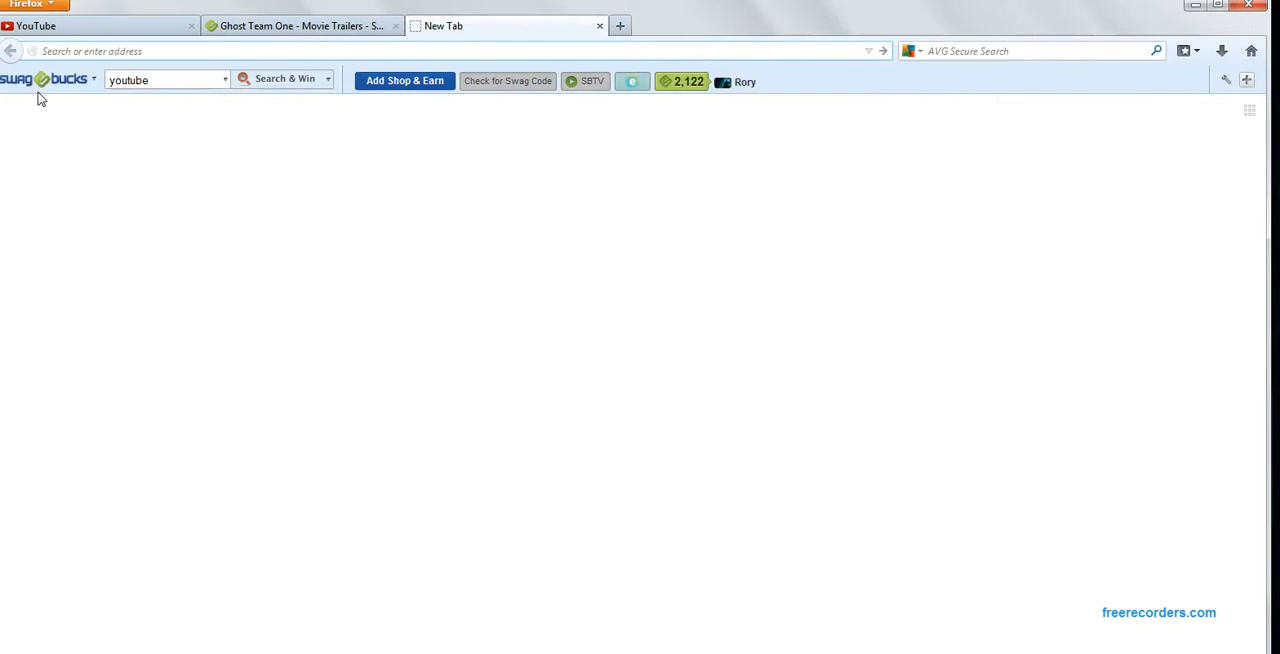 Firefox
YouTube
Ghost Team One - Movie Trailers - S...
New Tab
Search or enter address
AVG Secure Search
swagbucks
youtube
Search & Win
Add Shop & Earn
Check for Swag Code
SBTV
2,122
Rory
freerecorders.com